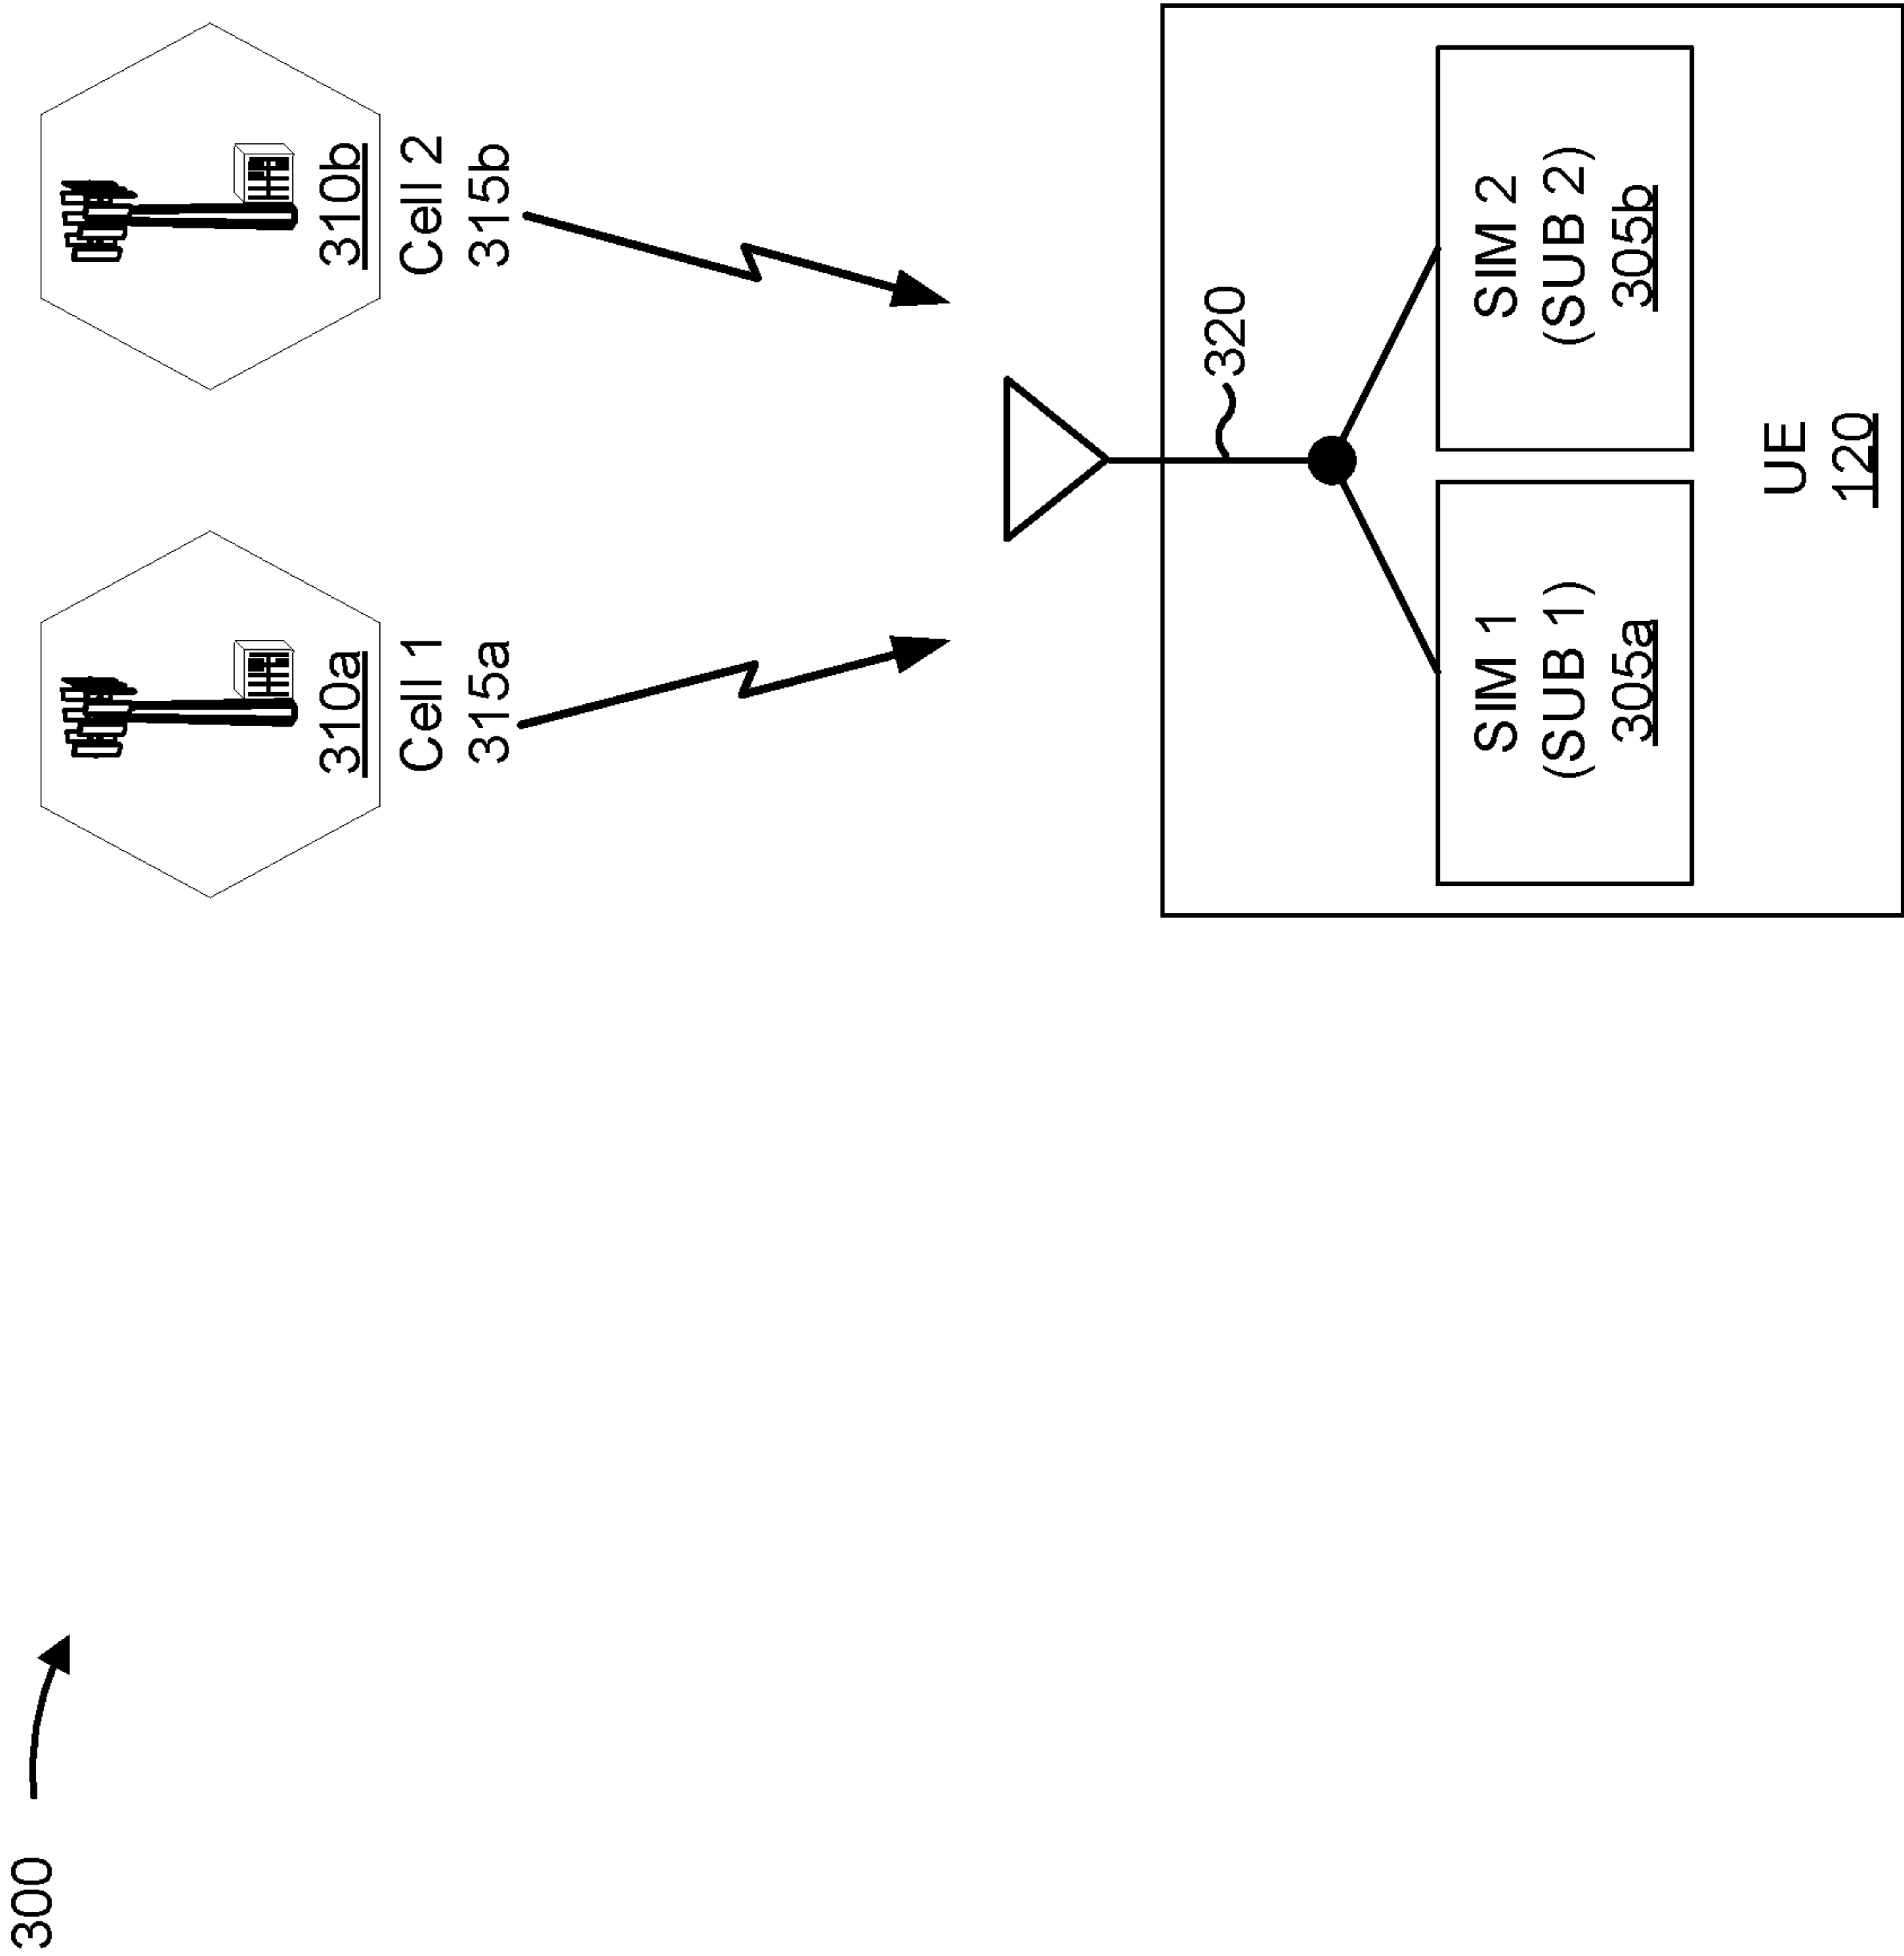 300
310a
Cell 1
315a
310b
Cell 2
315b
320
SIM 1
(SUB 1)
305a
SIM 2
(SUB 2)
305b
UE
120